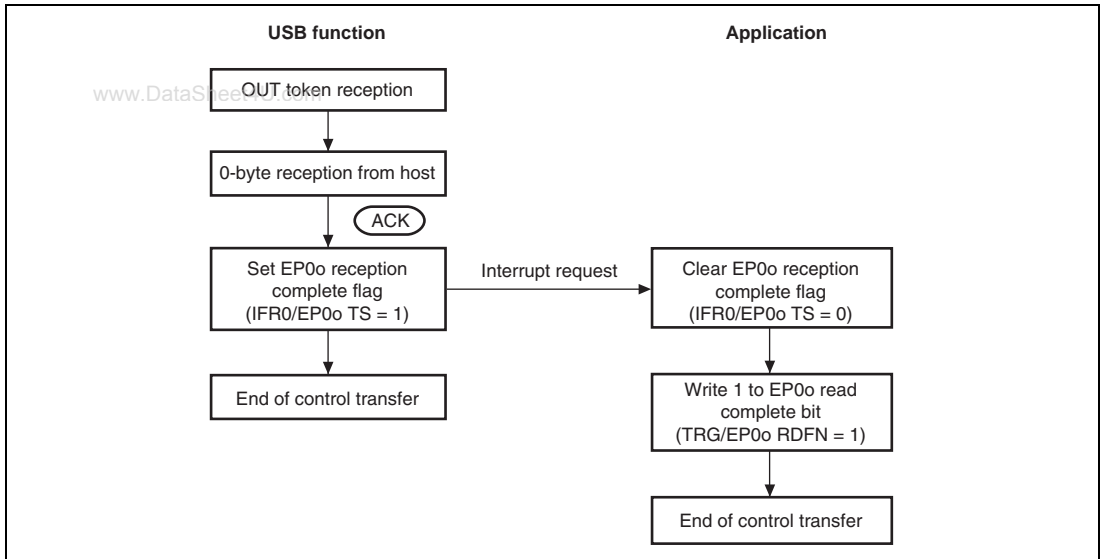 USB function
Application
www.DataSheet4U.com
OUT token reception
0-byte reception from host
ACK
Set EP0o reception
complete flag
(IFR0/EP0o TS = 1)
Interrupt request
Clear EP0o reception
complete flag
(IFR0/EP0o TS = 0)
End of control transfer
Write 1 to EP0o read
complete bit
(TRG/EP0o RDFN = 1)
End of control transfer